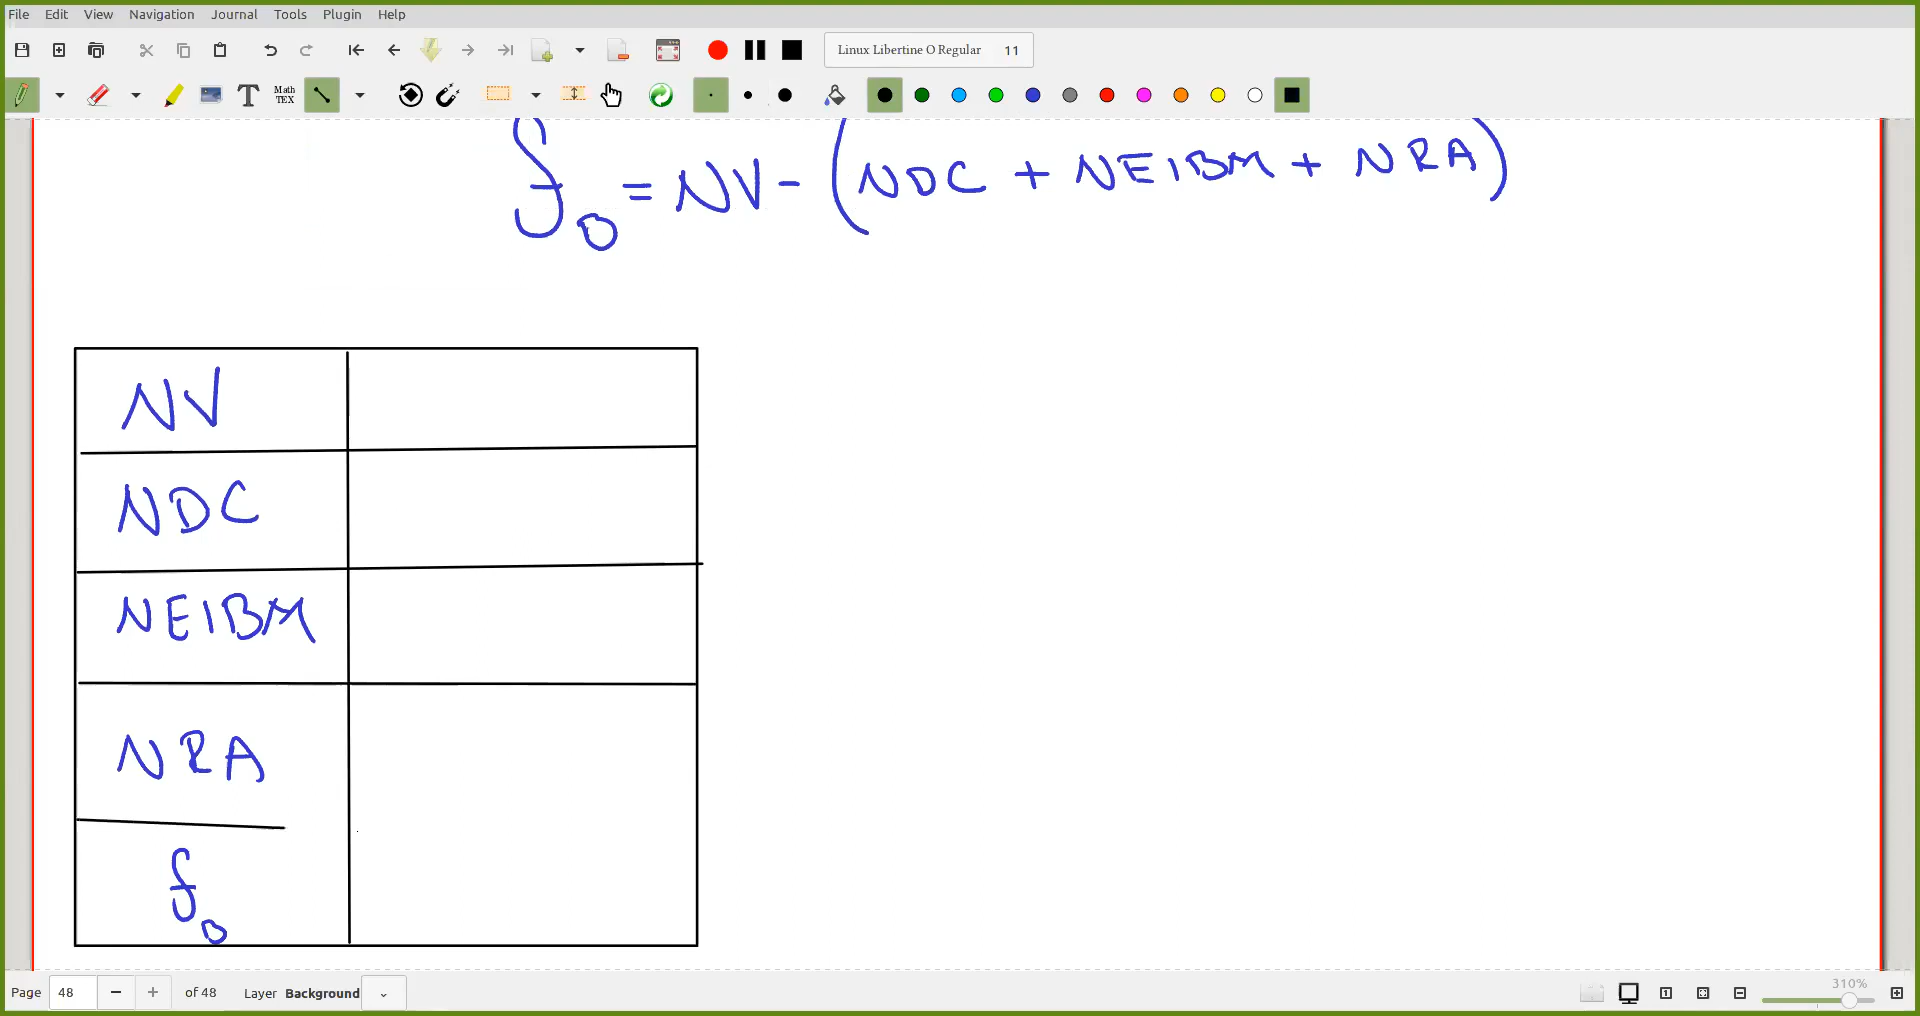 File Edit View Navigation Journal Tools Plugin Help
Linux Libertine O Regular 11
Math TEX
f₀ = NV - (NDC + NEIBM + NRA)
NV
NDC
NEIBM
NRA
f₀
310%
Page 48 of 48 Layer Background